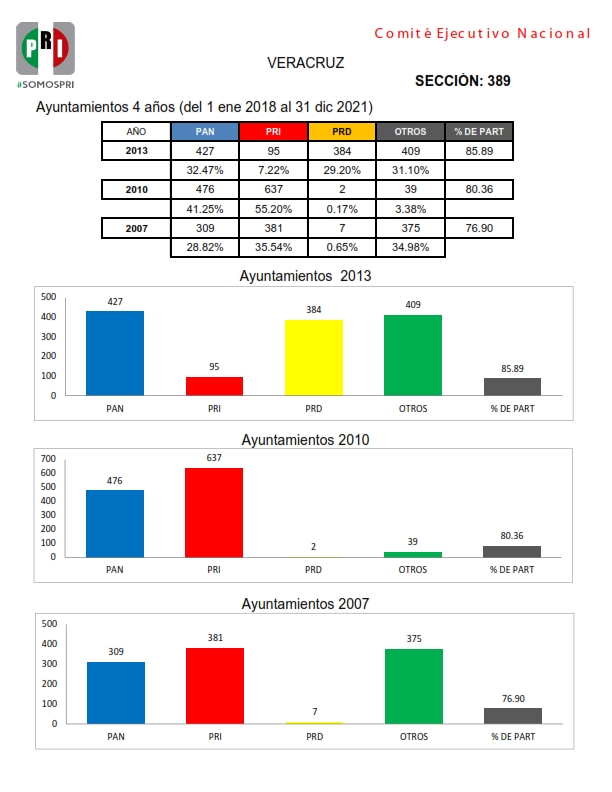 Comité Ejecutivo Nacional
PRI
#SOMOSPRI
VERACRUZ
SECCIÓN: 389
Ayuntamientos 4 años (del 1 ene 2018 al 31 dic 2021)
AÑO PAN PRI PRD OTROS % DE PART
2013 427 95 384 409 85.89
32.47% 7.22% 29.20% 31.10%
2010 476 637 2 39 80.36
41.25% 55.20% 0.17% 3.38%
2007 309 381 7 375 76.90
28.82% 35.54% 0.65% 34.98%
Ayuntamientos 2013
500
400
300
200
100
0
427 95 384 409 85.89
PAN PRI PRD OTROS % DE PART
Ayuntamientos 2010
700
600
500
400
300
200
100
0
476 637 2 39 80.36
PAN PRI PRD OTROS % DE PART
Ayuntamientos 2007
500
400
300
200
100
0
309 381 7 375 76.90
PAN PRI PRD OTROS % DE PART